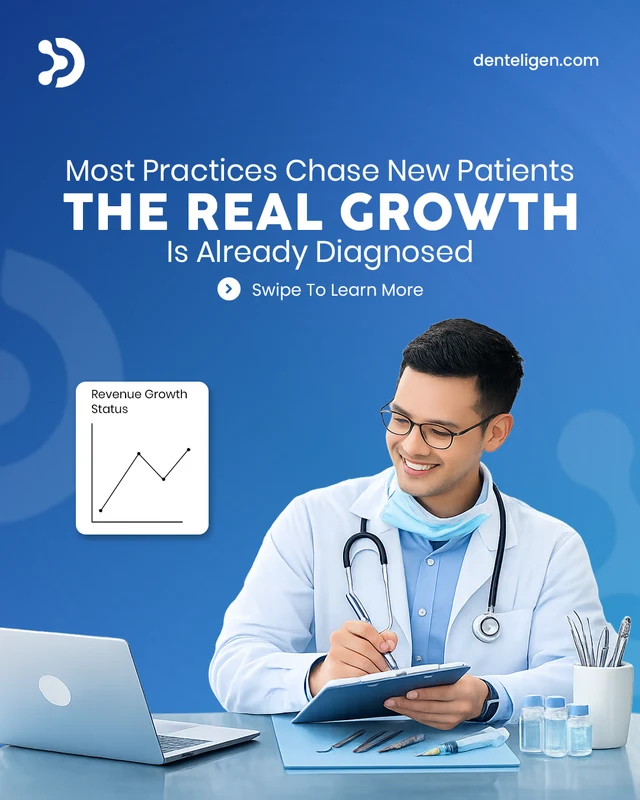 denteligen.com
Most Practices Chase New Patients
THE REAL GROWTH
Is Already Diagnosed
Swipe To Learn More
Revenue Growth
Status